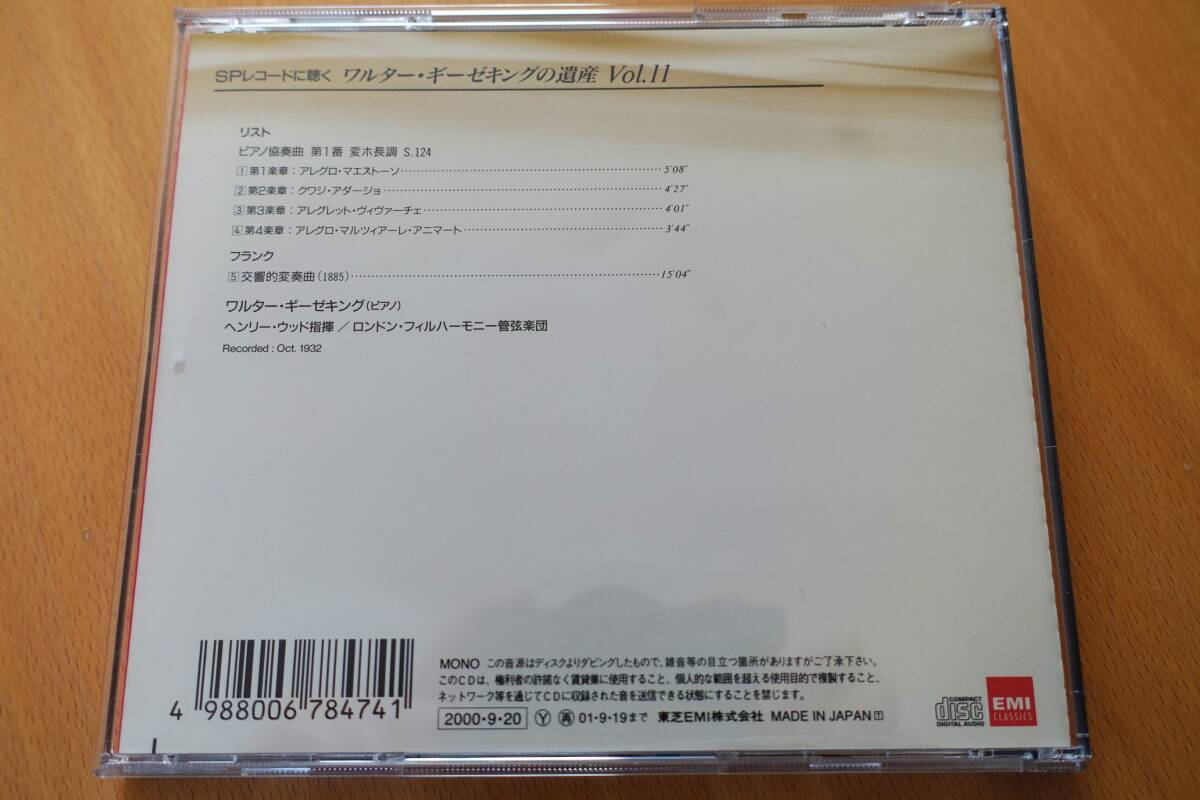 SPレコードに聴く ワルター・ギーゼキングの遺産 Vol.11
リスト
ピアノ協奏曲 第1番 変ホ長調 S.124
1 第1楽章：アレグロ・マエストーソ 5'08"
2 第2楽章：クワジ・アダージョ 4'27"
3 第3楽章：アレグレット・ヴィヴァーチェ 4'01"
4 第4楽章：アレグロ・マルツィアーレ・アニマート 3'44"
フランク
5 交響的変奏曲(1885) 15'04"
ワルター・ギーゼキング(ピアノ)
ヘンリー・ウッド指揮／ロンドン・フィルハーモニー管弦楽団
Recorded : Oct. 1932
MONO この音源はディスクよりダビングしたもので、雑音等の目立つ箇所がありますがご了承下さい。
このCDは、権利者の許諾なく賃貸業に使用すること、個人的な範囲を超える使用目的で複製すること、
ネットワーク等を通じてCDに収録された音を送信できる状態にすることを禁じます。
2000・9・20 Ⓨ ㊢ 01・9・19まで 東芝EMI株式会社 MADE IN JAPAN T
4 988006 784741
COMPACT
disc
DIGITAL AUDIO
EMI
CLASSICS